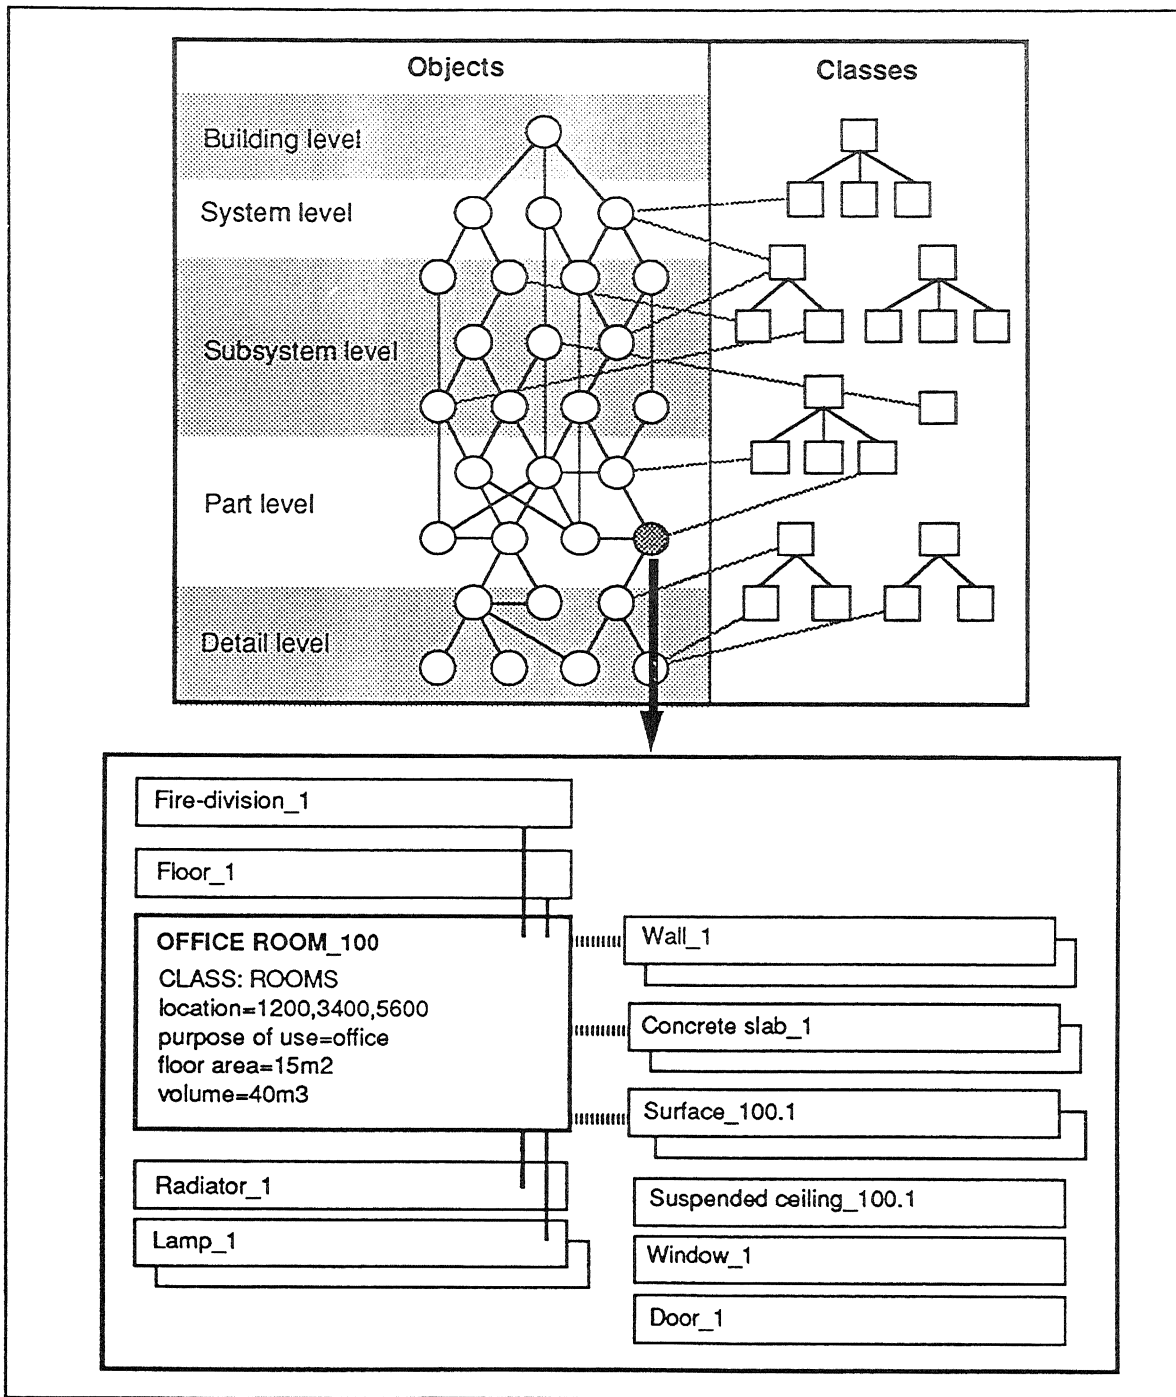 Objects
Classes
Building level
System level
Subsystem level
Part level
Detail level
Fire-division_1
Floor_1
OFFICE ROOM_100
CLASS: ROOMS
location=1200,3400,5600
purpose of use=office
floor area=15m2
volume=40m3
Radiator_1
Lamp_1
Wall_1
Concrete slab_1
Surface_100.1
Suspended ceiling_100.1
Window_1
Door_1